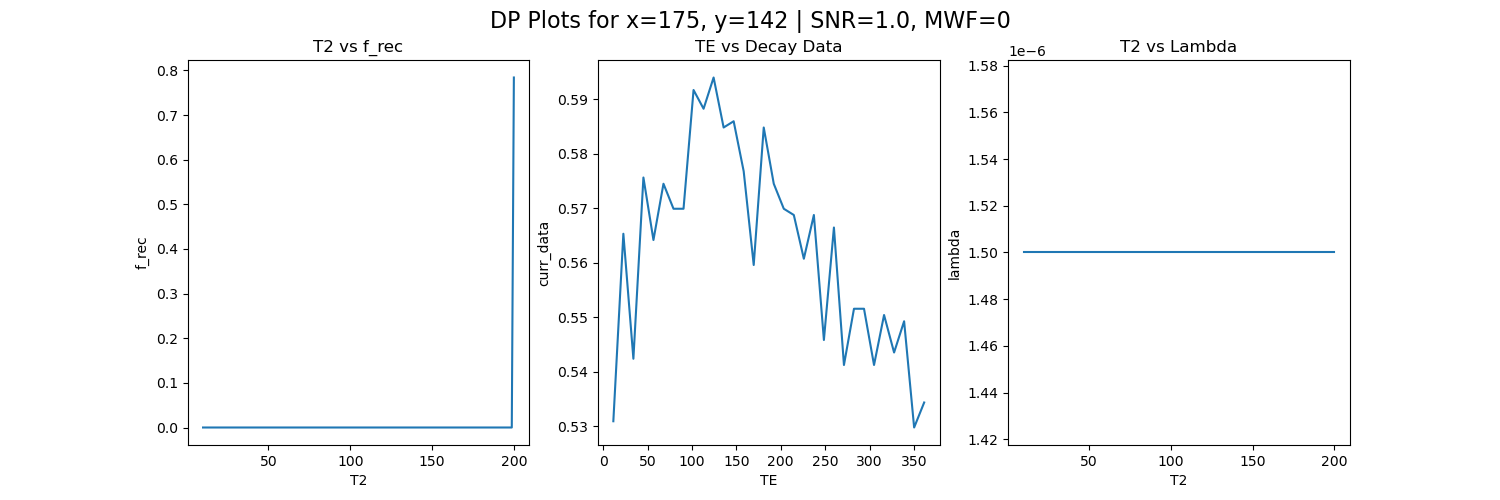 DP Plots for x=175, y=142 | SNR=1.0, MWF=0
T2 vs f_rec
0.8
0.7
0.6
0.5
0.4
0.3
0.2
0.1
0.0
f_rec
50 100 150 200
T2
TE vs Decay Data
0.59
0.58
0.57
0.56
0.55
0.54
0.53
curr_data
0 50 100 150 200 250 300 350
TE
T2 vs Lambda
1e−6
1.58
1.56
1.54
1.52
1.50
1.48
1.46
1.44
1.42
lambda
50 100 150 200
T2